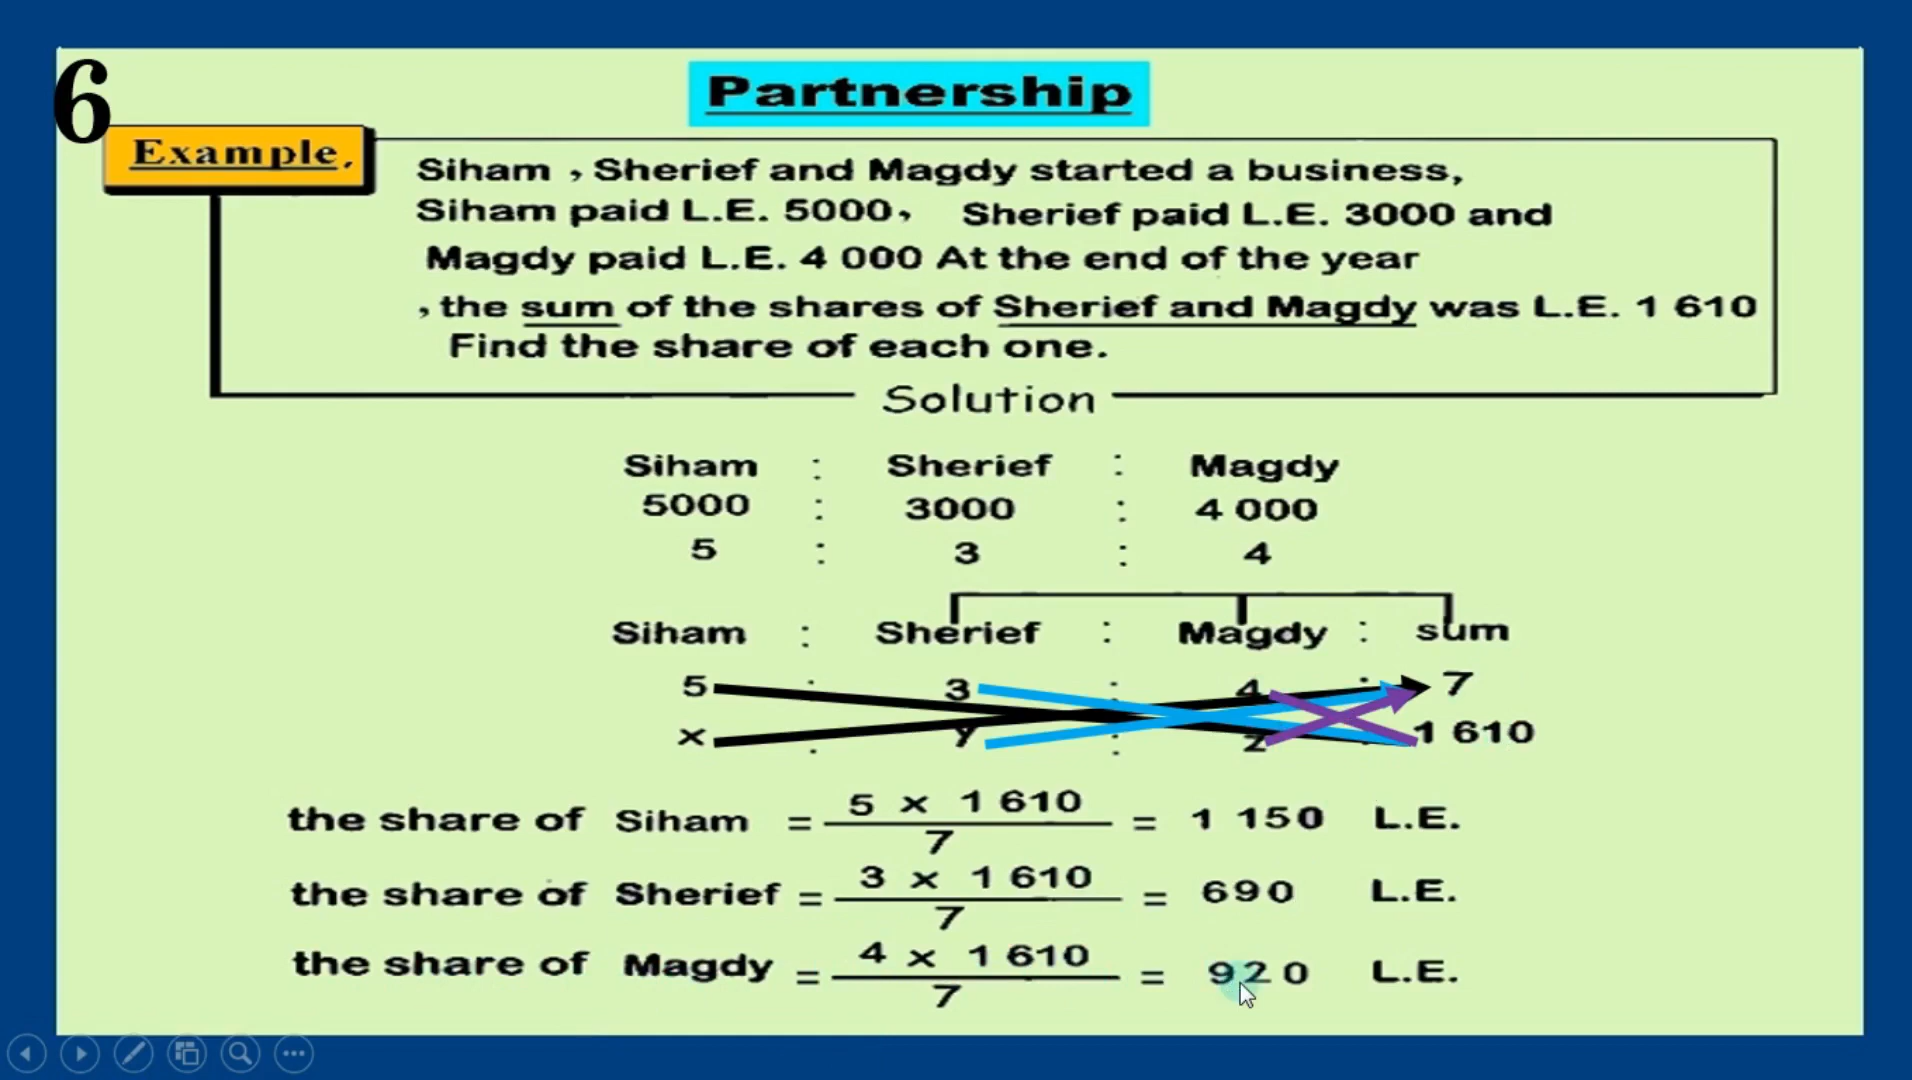 6
Partnership
Example.
Siham , Sherief and Magdy started a business,
Siham paid L.E. 5000, Sherief paid L.E. 3000 and
Magdy paid L.E. 4 000 At the end of the year
, the sum of the shares of Sherief and Magdy was L.E. 1 610
Find the share of each one.
Solution
Siham : Sherief : Magdy
5000 : 3000 : 4 000
5 : 3 : 4
Siham : Sherief : Magdy : sum
5 : 3 : 4 : 7
x : y : z : 1 610
the share of Siham = 5 x 1 610 / 7 = 1 150 L.E.
the share of Sherief = 3 x 1 610 / 7 = 690 L.E.
the share of Magdy = 4 x 1 610 / 7 = 920 L.E.